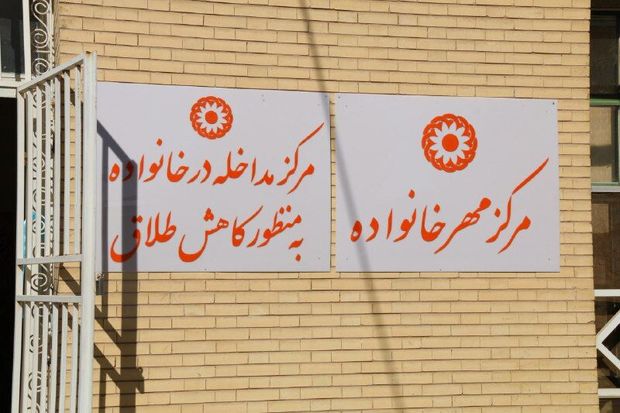 مرکز مهر خانواده
مرکز مداخله در خانواده
به منظور کاهش طلاق